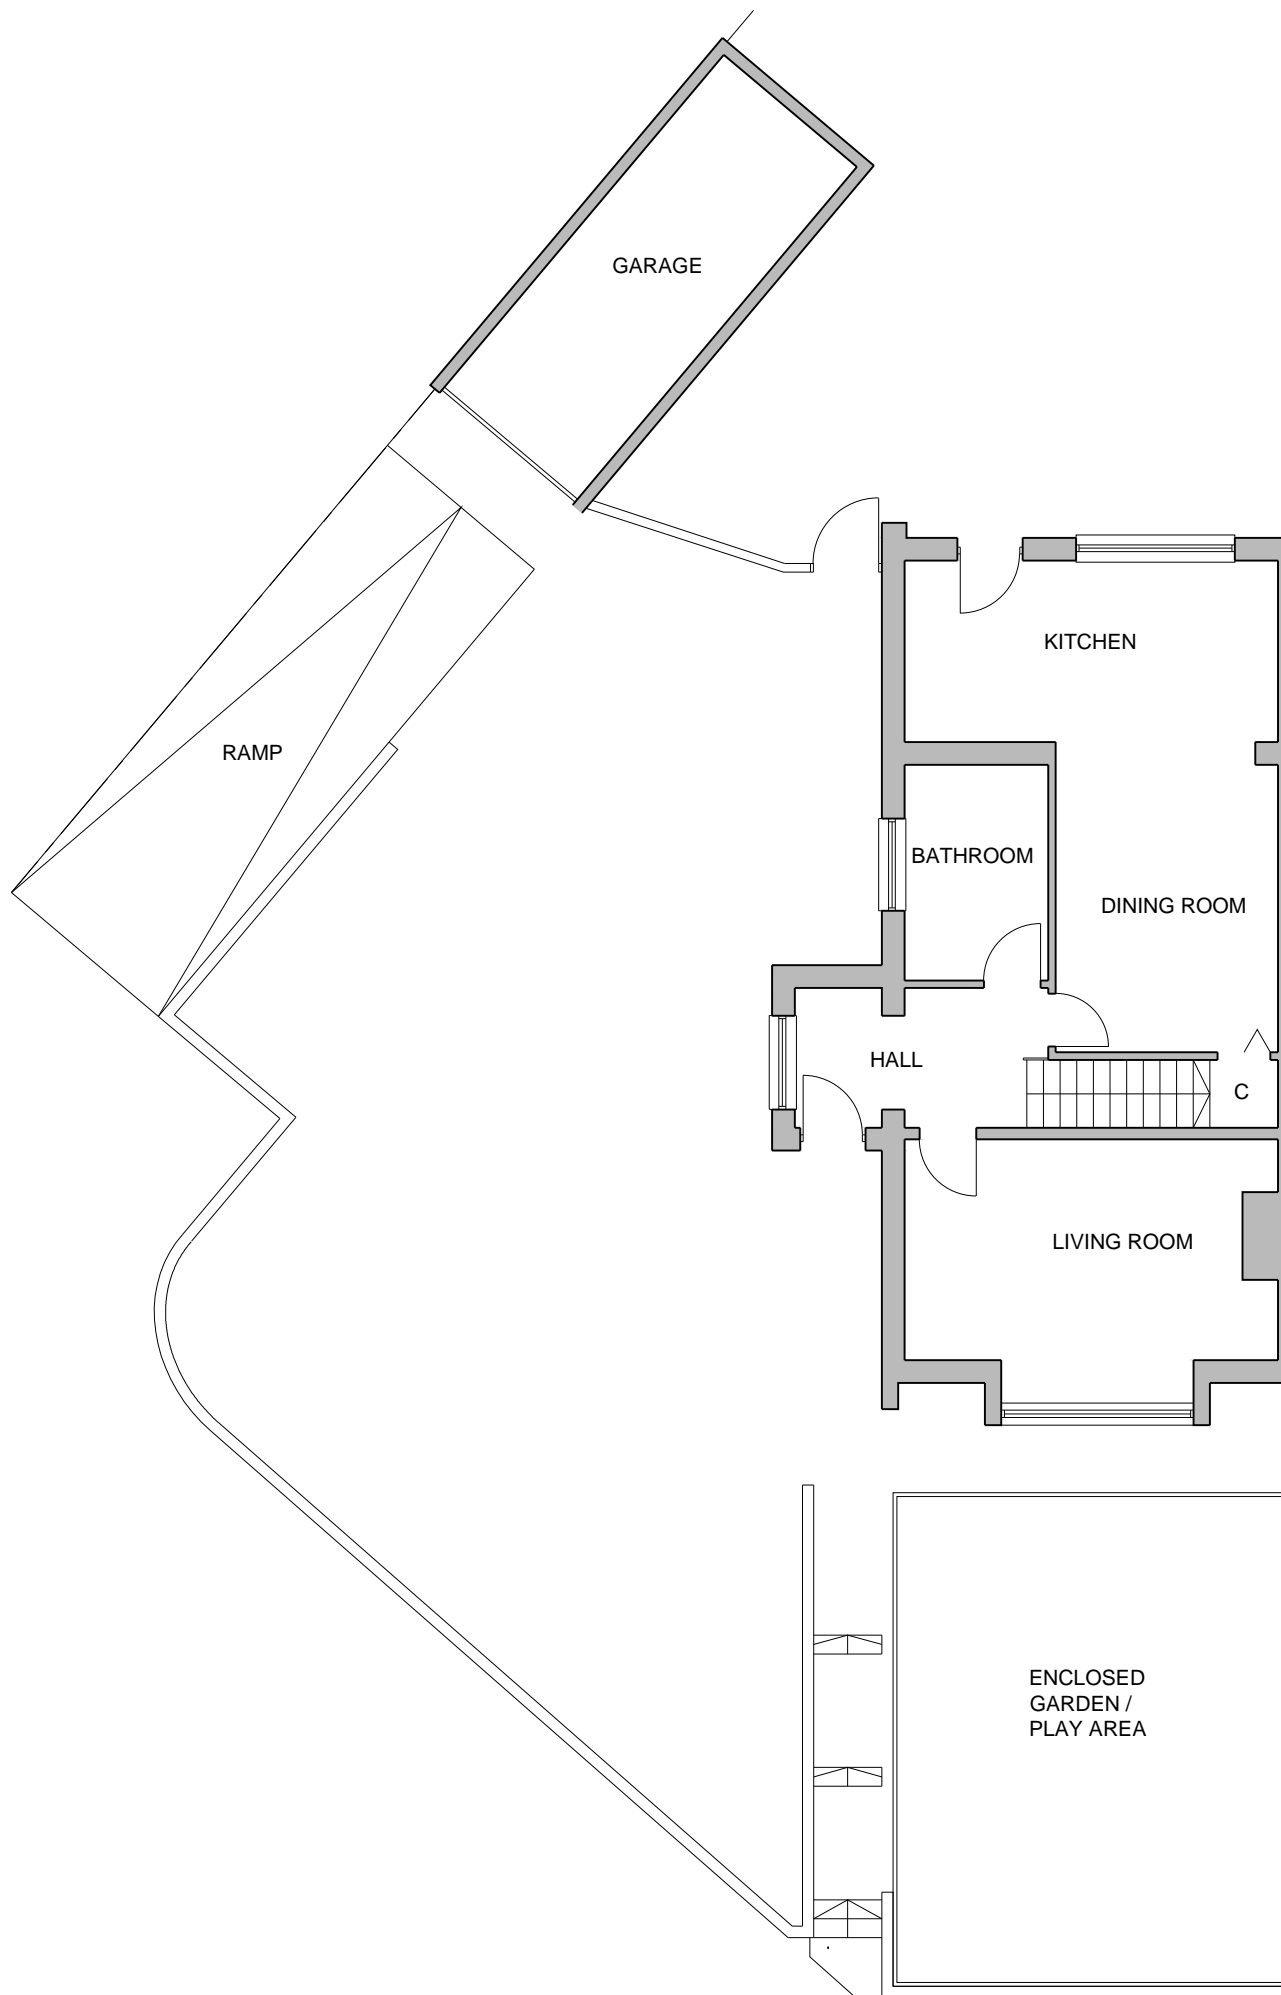 GARAGE
KITCHEN
RAMP
BATHROOM
DINING ROOM
HALL
C
LIVING ROOM
ENCLOSED
GARDEN /
PLAY AREA